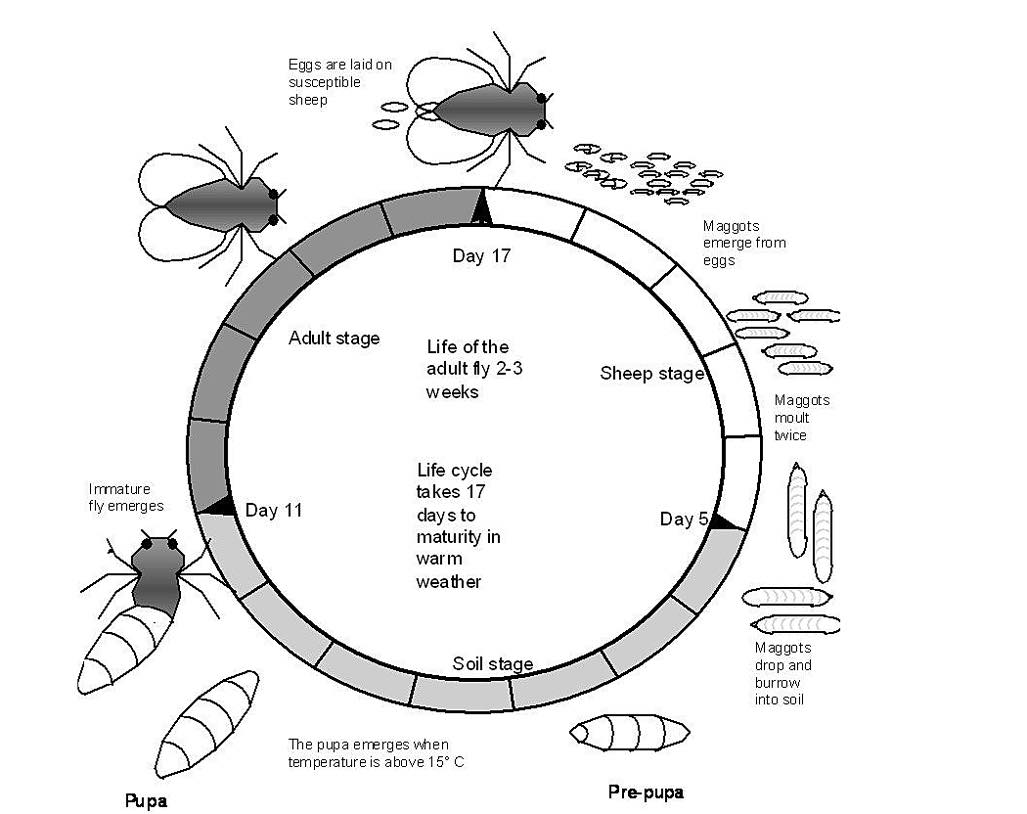 Eggs are laid on
susceptible
sheep
Maggots
emerge from
eggs
Day 17
Adult stage
Life of the
adult fly 2-3
weeks
Sheep stage
Maggots
moult
twice
Life cycle
takes 17
days to
maturity in
warm
weather
Immature
fly emerges
Day 11
Day 5
Soil stage
Maggots
drop and
burrow
into soil
The pupa emerges when
temperature is above 15° C
Pupa
Pre-pupa